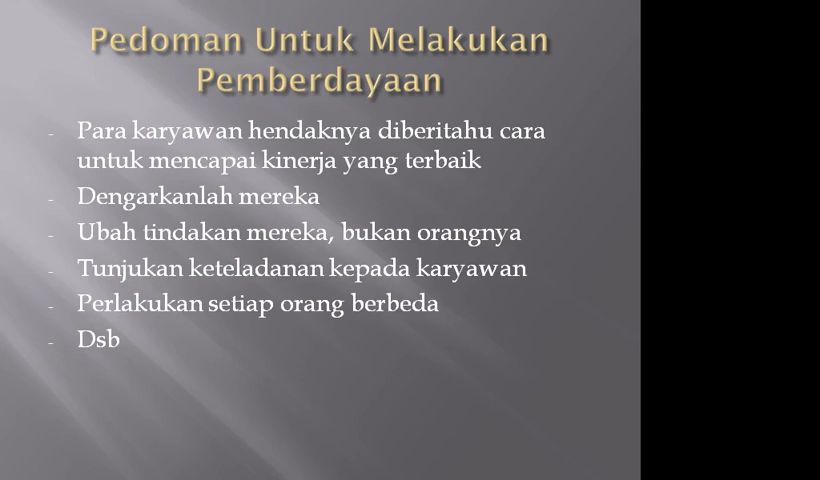 Pedoman Untuk Melakukan
Pemberdayaan
- Para karyawan hendaknya diberitahu cara
untuk mencapai kinerja yang terbaik
- Dengarkanlah mereka
- Ubah tindakan mereka, bukan orangnya
- Tunjukan keteladanan kepada karyawan
- Perlakukan setiap orang berbeda
- Dsb